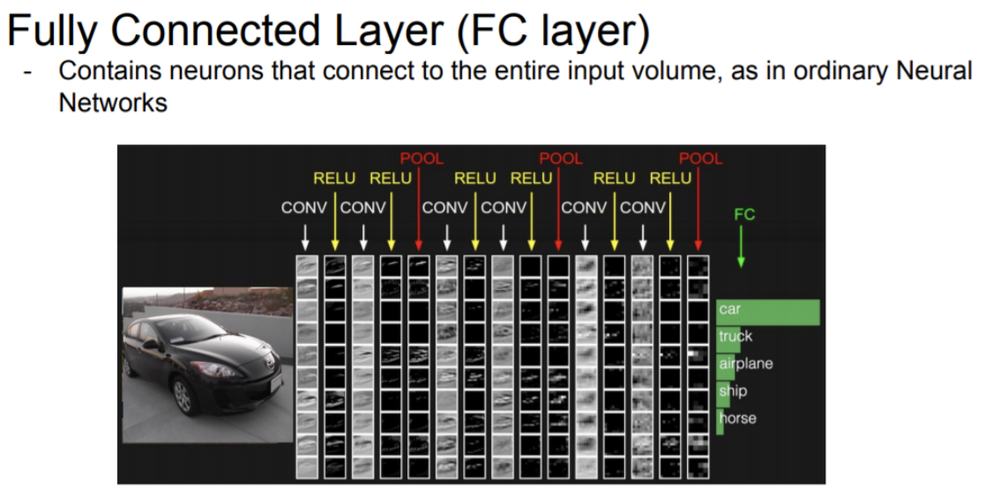 Fully Connected Layer (FC layer)
- Contains neurons that connect to the entire input volume, as in ordinary Neural
Networks
POOL POOL POOL
RELU RELU RELU RELU RELU RELU
CONV CONV CONV CONV CONV CONV
FC
car
truck
airplane
ship
horse